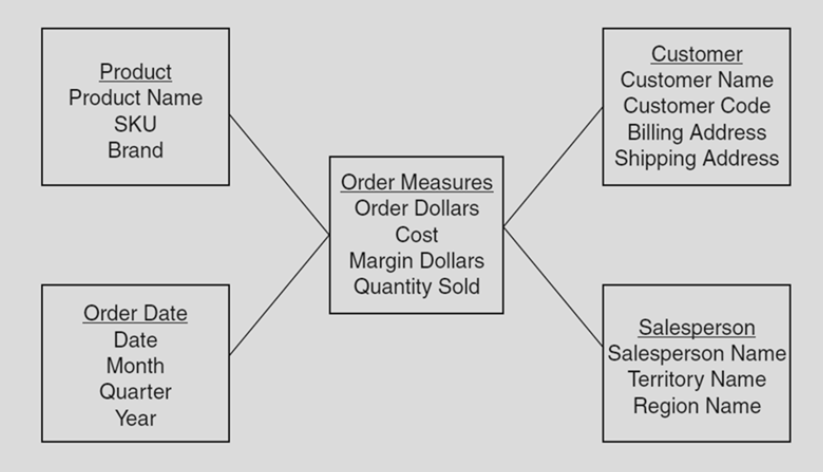 Product
Product Name
SKU
Brand
Order Date
Date
Month
Quarter
Year
Order Measures
Order Dollars
Cost
Margin Dollars
Quantity Sold
Customer
Customer Name
Customer Code
Billing Address
Shipping Address
Salesperson
Salesperson Name
Territory Name
Region Name